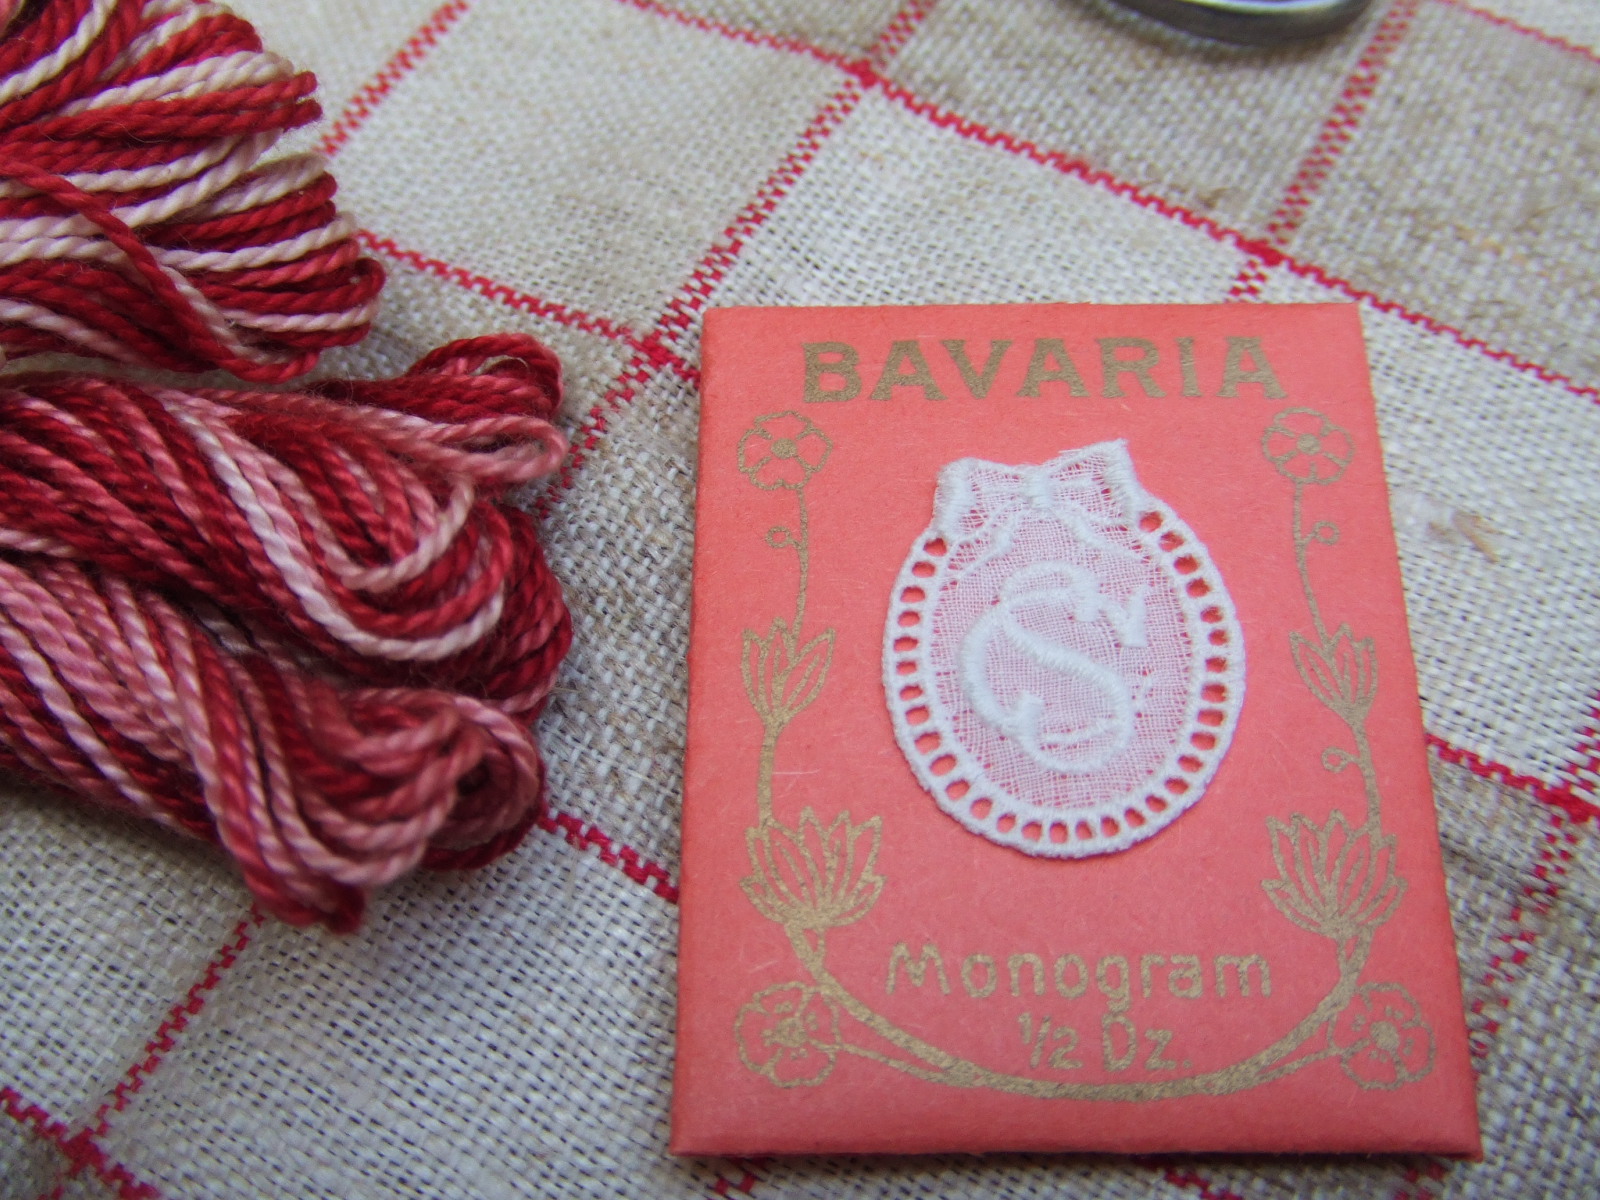 BAVARIA
S
Monogram
1/2 Dz.